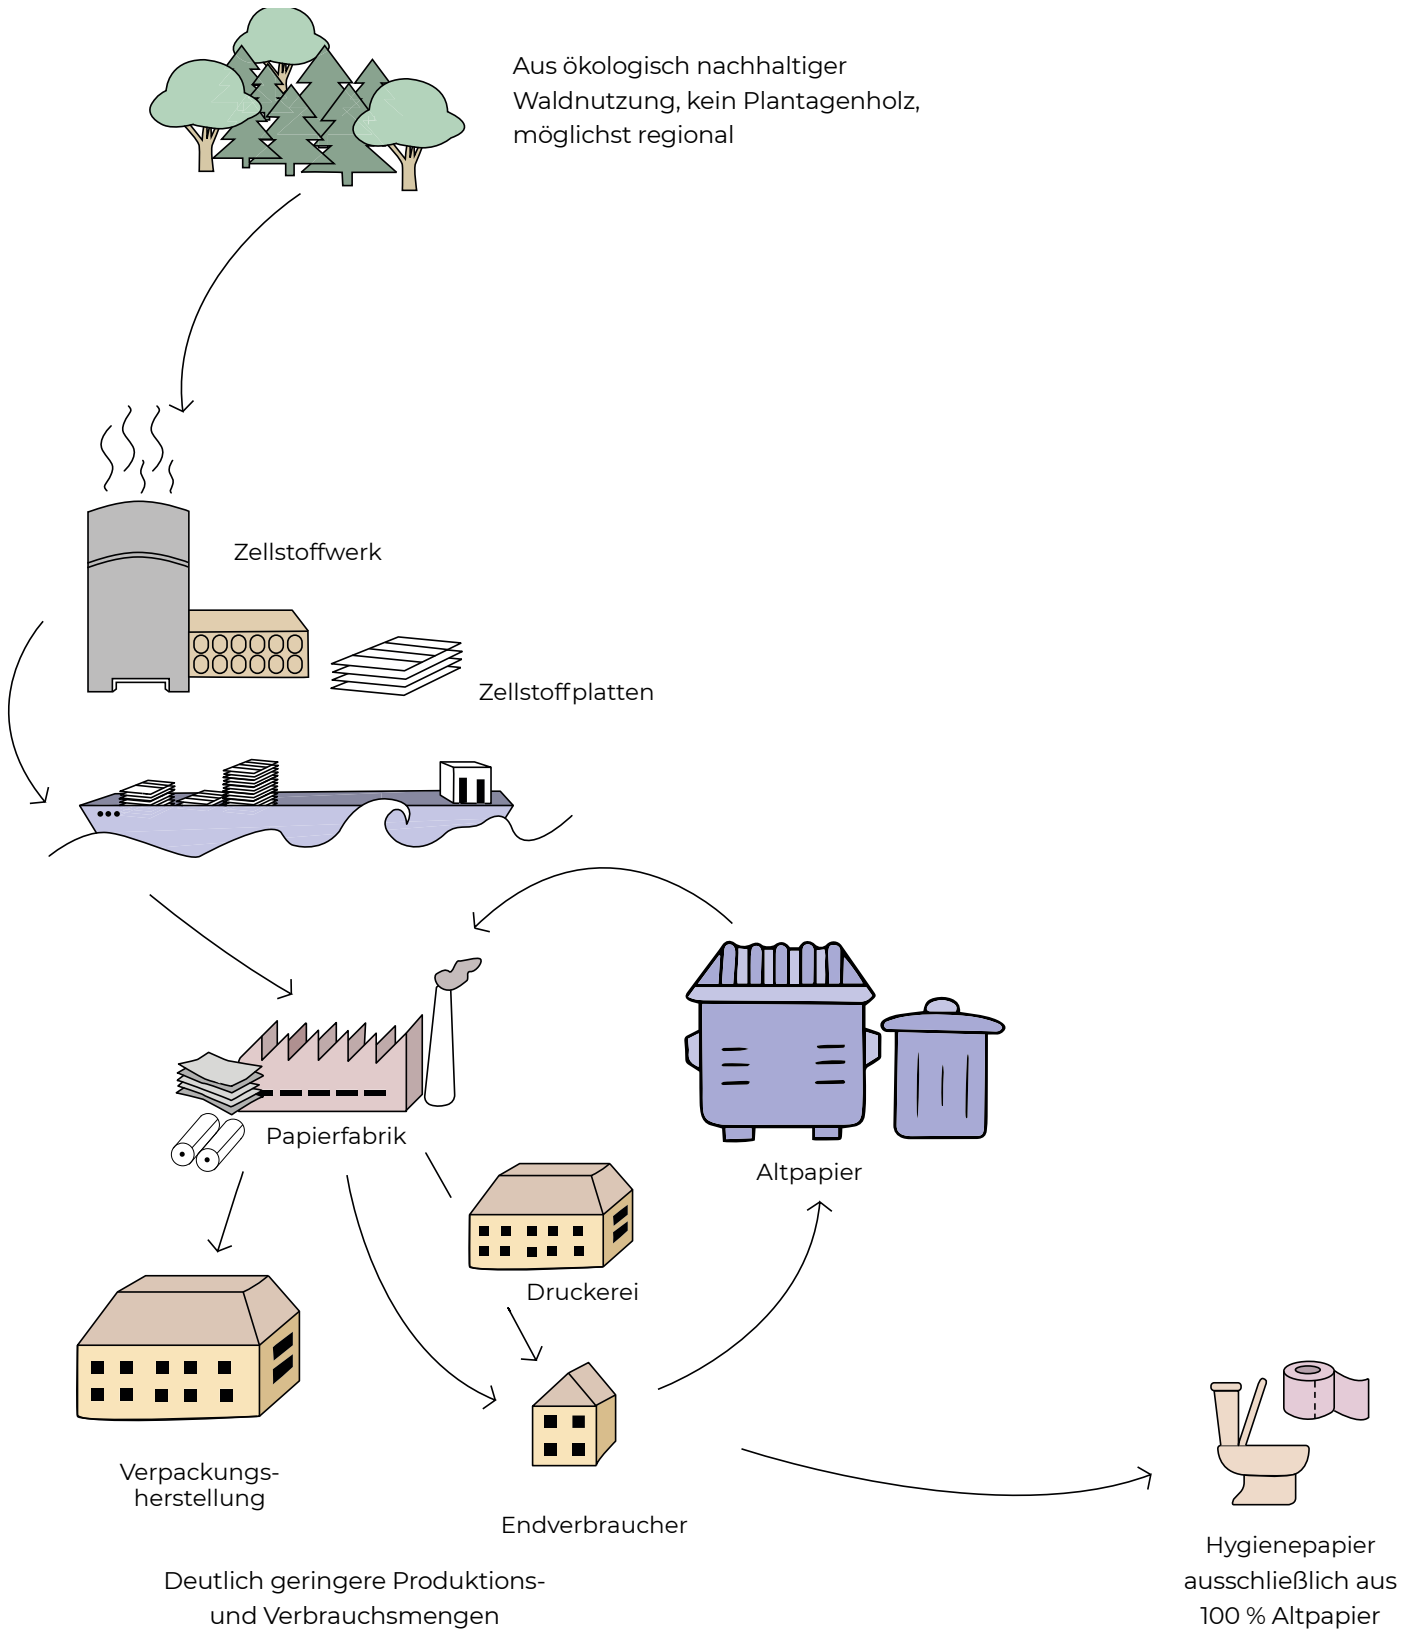 Aus ökologisch nachhaltiger
Waldnutzung, kein Plantagenholz,
möglichst regional
Zellstoffwerk
Zellstoffplatten
Papierfabrik
Altpapier
Druckerei
Verpackungs-
herstellung
Endverbraucher
Deutlich geringere Produktions-
und Verbrauchsmengen
Hygienepapier
ausschließlich aus
100 % Altpapier